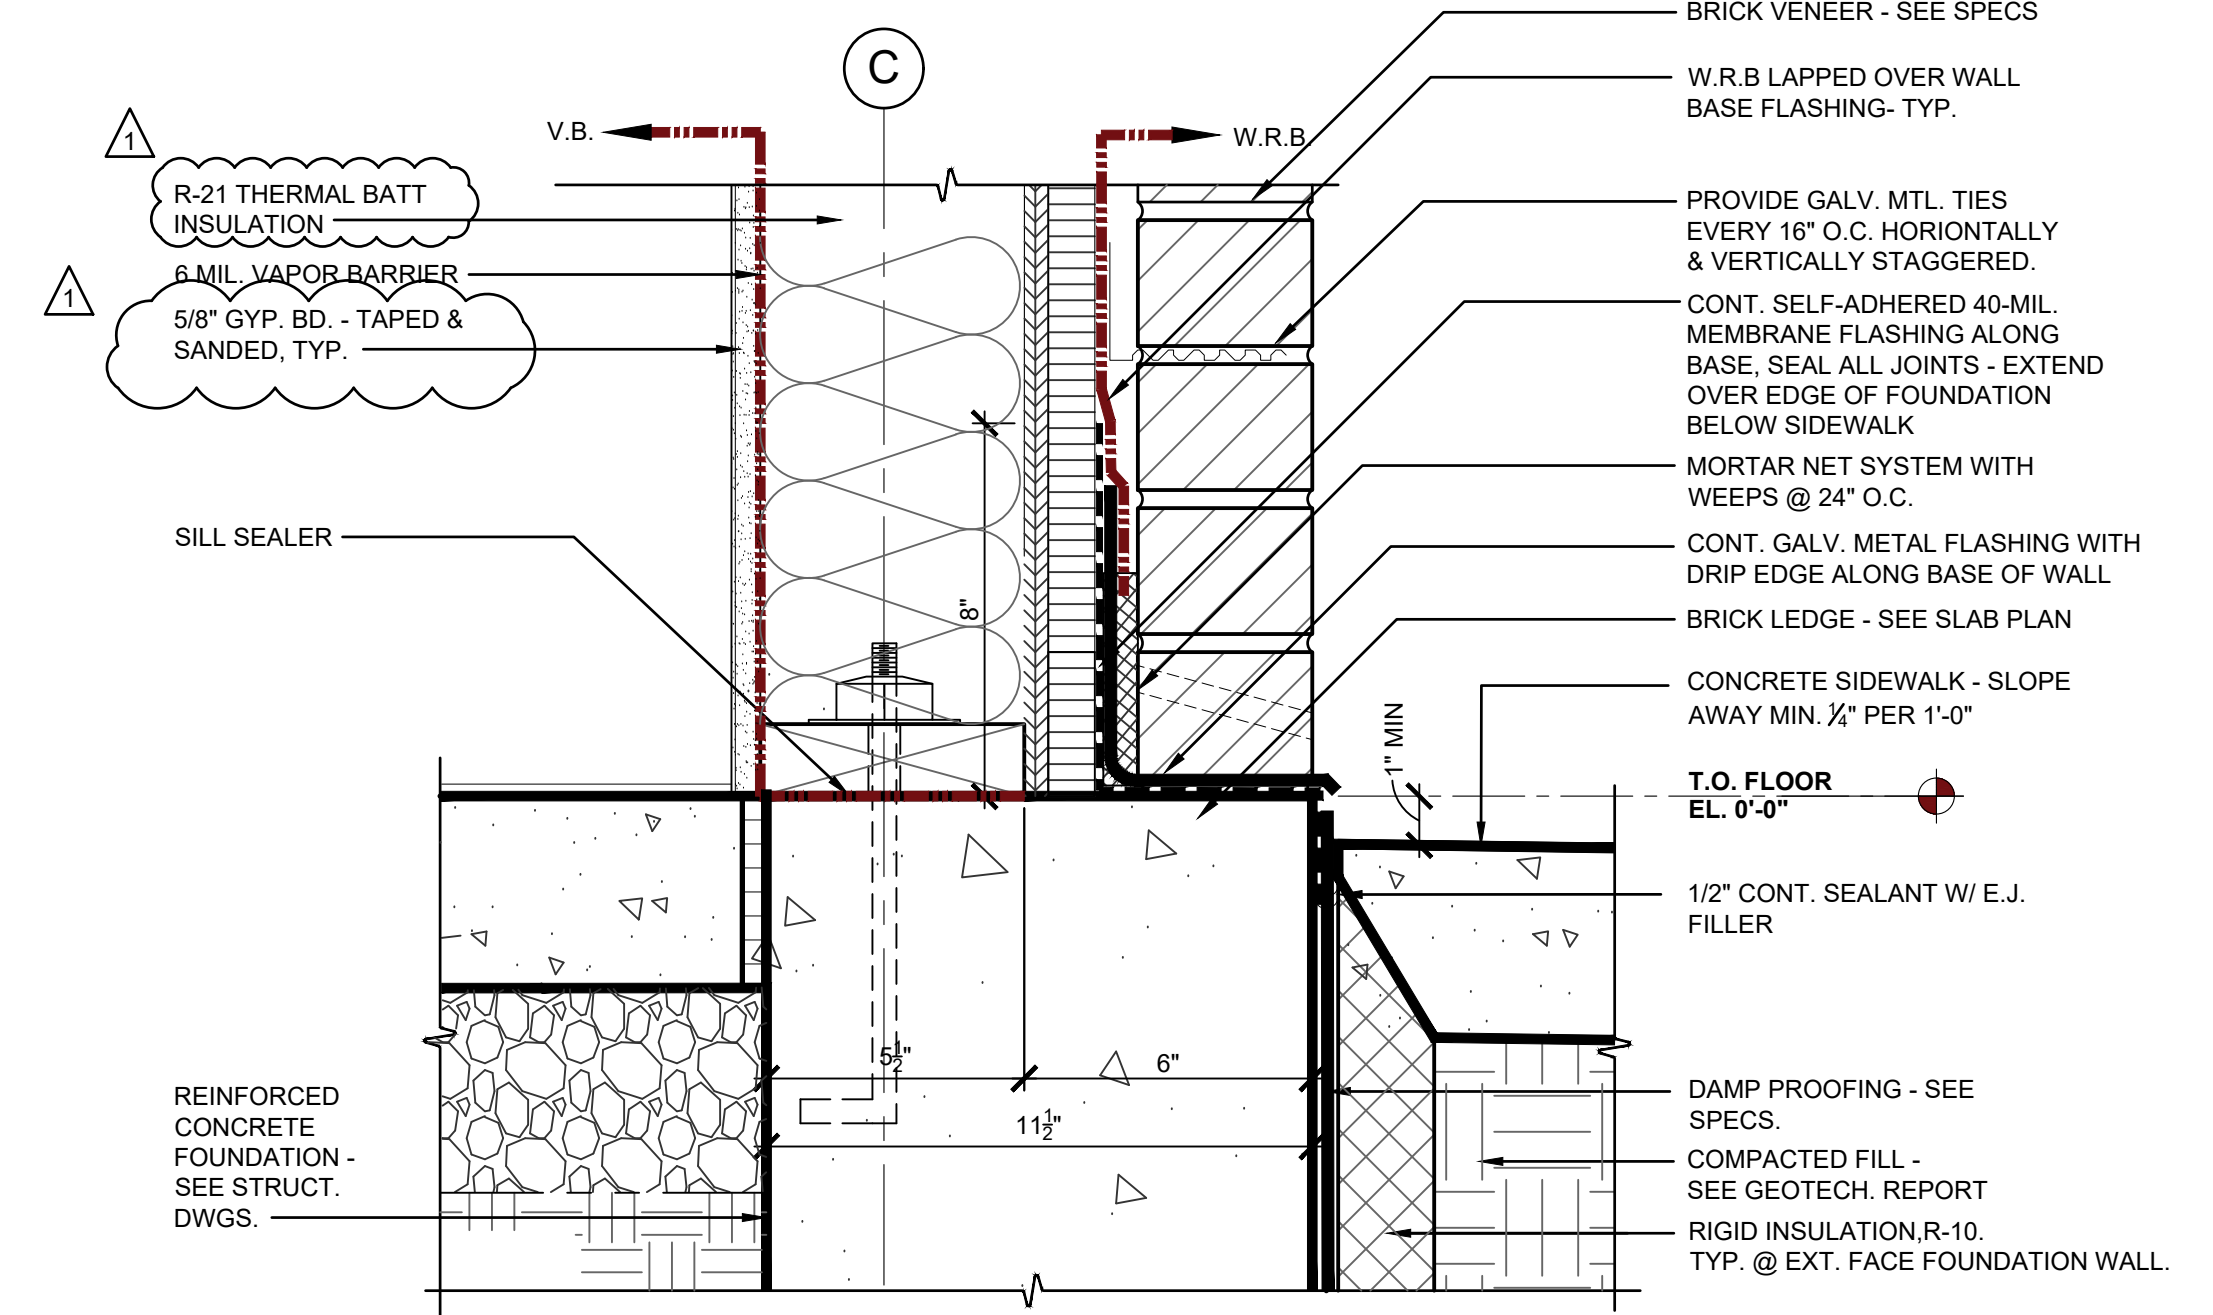 C
V.B.
W.R.B.
1
R-21 THERMAL BATT
INSULATION
6 MIL. VAPOR BARRIER
1
5/8" GYP. BD. - TAPED &
SANDED, TYP.
SILL SEALER
REINFORCED
CONCRETE
FOUNDATION -
SEE STRUCT.
DWGS.
8"
5½"
6"
11½"
1" MIN
BRICK VENEER - SEE SPECS
W.R.B LAPPED OVER WALL
BASE FLASHING- TYP.
PROVIDE GALV. MTL. TIES
EVERY 16" O.C. HORIONTALLY
& VERTICALLY STAGGERED.
CONT. SELF-ADHERED 40-MIL.
MEMBRANE FLASHING ALONG
BASE, SEAL ALL JOINTS - EXTEND
OVER EDGE OF FOUNDATION
BELOW SIDEWALK
MORTAR NET SYSTEM WITH
WEEPS @ 24" O.C.
CONT. GALV. METAL FLASHING WITH
DRIP EDGE ALONG BASE OF WALL
BRICK LEDGE - SEE SLAB PLAN
CONCRETE SIDEWALK - SLOPE
AWAY MIN. ¼" PER 1'-0"
T.O. FLOOR
EL. 0'-0"
1/2" CONT. SEALANT W/ E.J.
FILLER
DAMP PROOFING - SEE
SPECS.
COMPACTED FILL -
SEE GEOTECH. REPORT
RIGID INSULATION,R-10.
TYP. @ EXT. FACE FOUNDATION WALL.